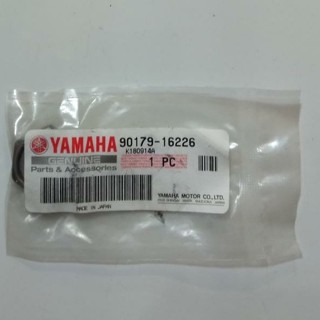 YAMAHA 90179-16226
K180914A
GENUINE 1 PC
Parts & Accessories
YAMAHA MOTOR CO., LTD.
MADE IN JAPAN